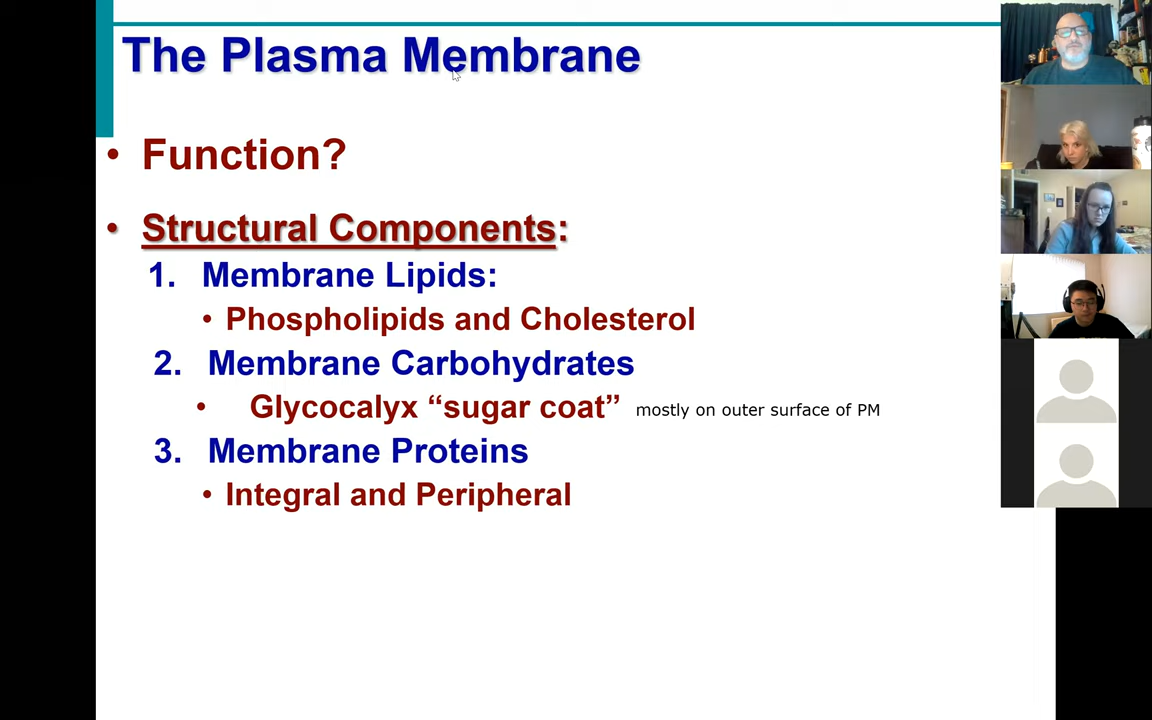 The Plasma Membrane
• Function?
• Structural Components:
1. Membrane Lipids:
• Phospholipids and Cholesterol
2. Membrane Carbohydrates
• Glycocalyx “sugar coat” mostly on outer surface of PM
3. Membrane Proteins
• Integral and Peripheral